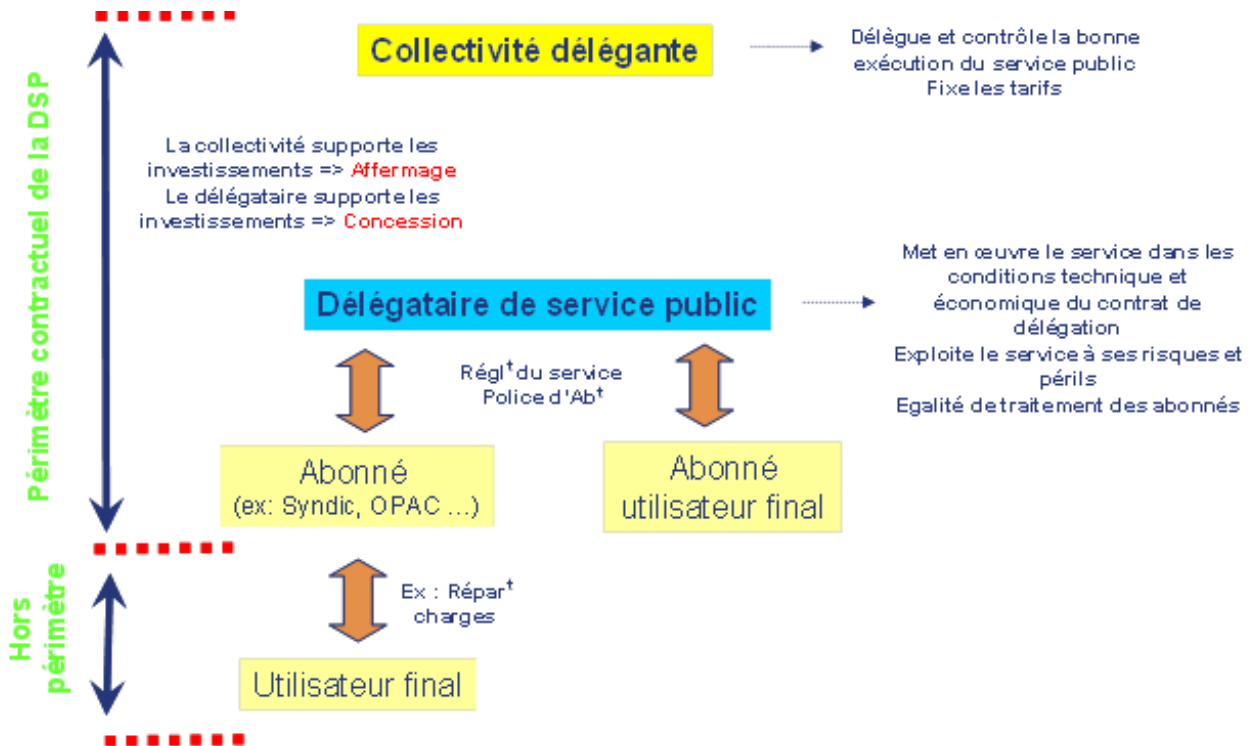 Périmètre contractuel de la DSP
Collectivité délégante
Délègue et contrôle la bonne
exécution du service public
Fixe les tarifs
La collectivité supporte les
investissements => Affermage
Le délégataire supporte les
investissements => Concession
Délégataire de service public
Met en œuvre le service dans les
conditions technique et
économique du contrat de
délégation
Exploite le service à ses risques et
périls
Egalité de traitement des abonnés
Réglᵗ du service
Police d'Abᵗ
Abonné
(ex: Syndic, OPAC ...)
Abonné
utilisateur final
Hors
périmètre
Ex : Réparᵗ
charges
Utilisateur final